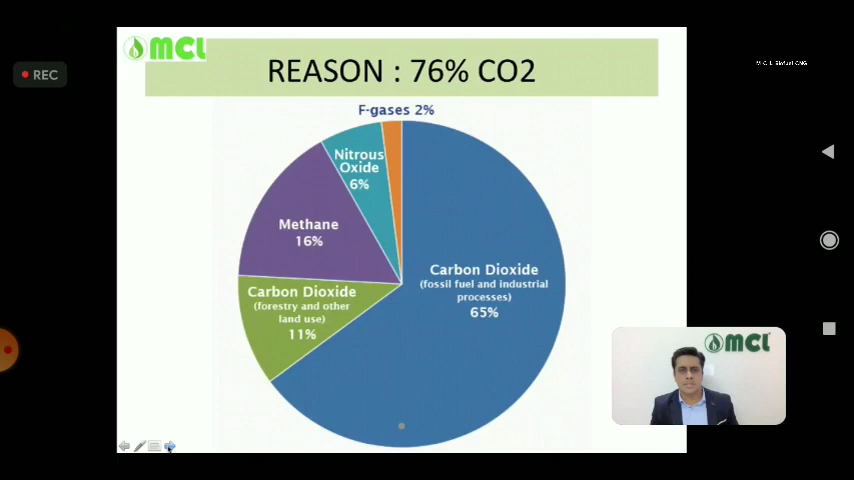 MCL
REASON : 76% CO2
REC
F-gases 2%
Nitrous
Oxide
6%
Methane
16%
Carbon Dioxide
(fossil fuel and industrial
processes)
65%
Carbon Dioxide
(forestry and other
land use)
11%
MCL